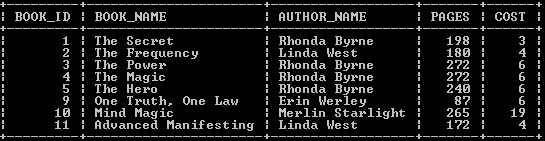 BOOK_ID BOOK_NAME AUTHOR_NAME PAGES COST
1 The Secret Rhonda Byrne 198 3
2 The Frequency Linda West 180 4
3 The Power Rhonda Byrne 272 6
4 The Magic Rhonda Byrne 272 6
5 The Hero Rhonda Byrne 240 6
9 One Truth, One Law Erin Werley 87 6
10 Mind Magic Merlin Starlight 265 19
11 Advanced Manifesting Linda West 172 4